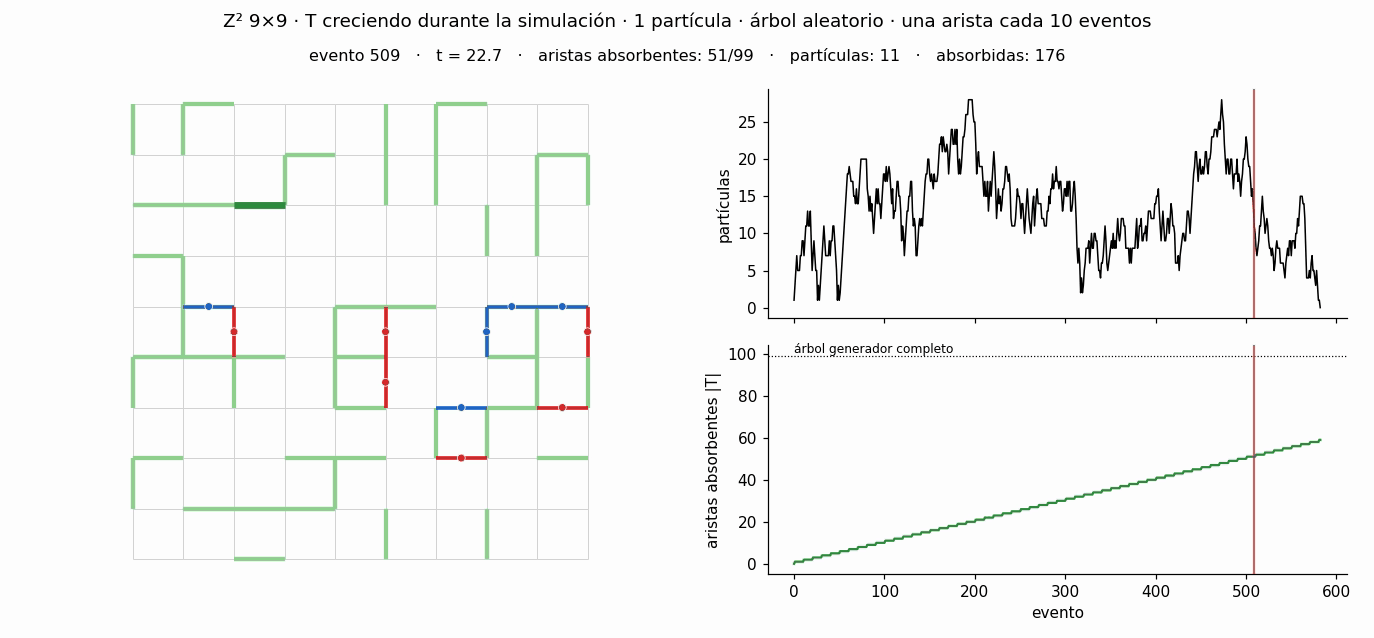 Z² 9×9 · T creciendo durante la simulación · 1 partícula · árbol aleatorio · una arista cada 10 eventos
evento 509 · t = 22.7 · aristas absorbentes: 51/99 · partículas: 11 · absorbidas: 176
25
20
15
10
5
0
partículas
árbol generador completo
100
80
60
40
20
0
aristas absorbentes |T|
0 100 200 300 400 500 600
evento